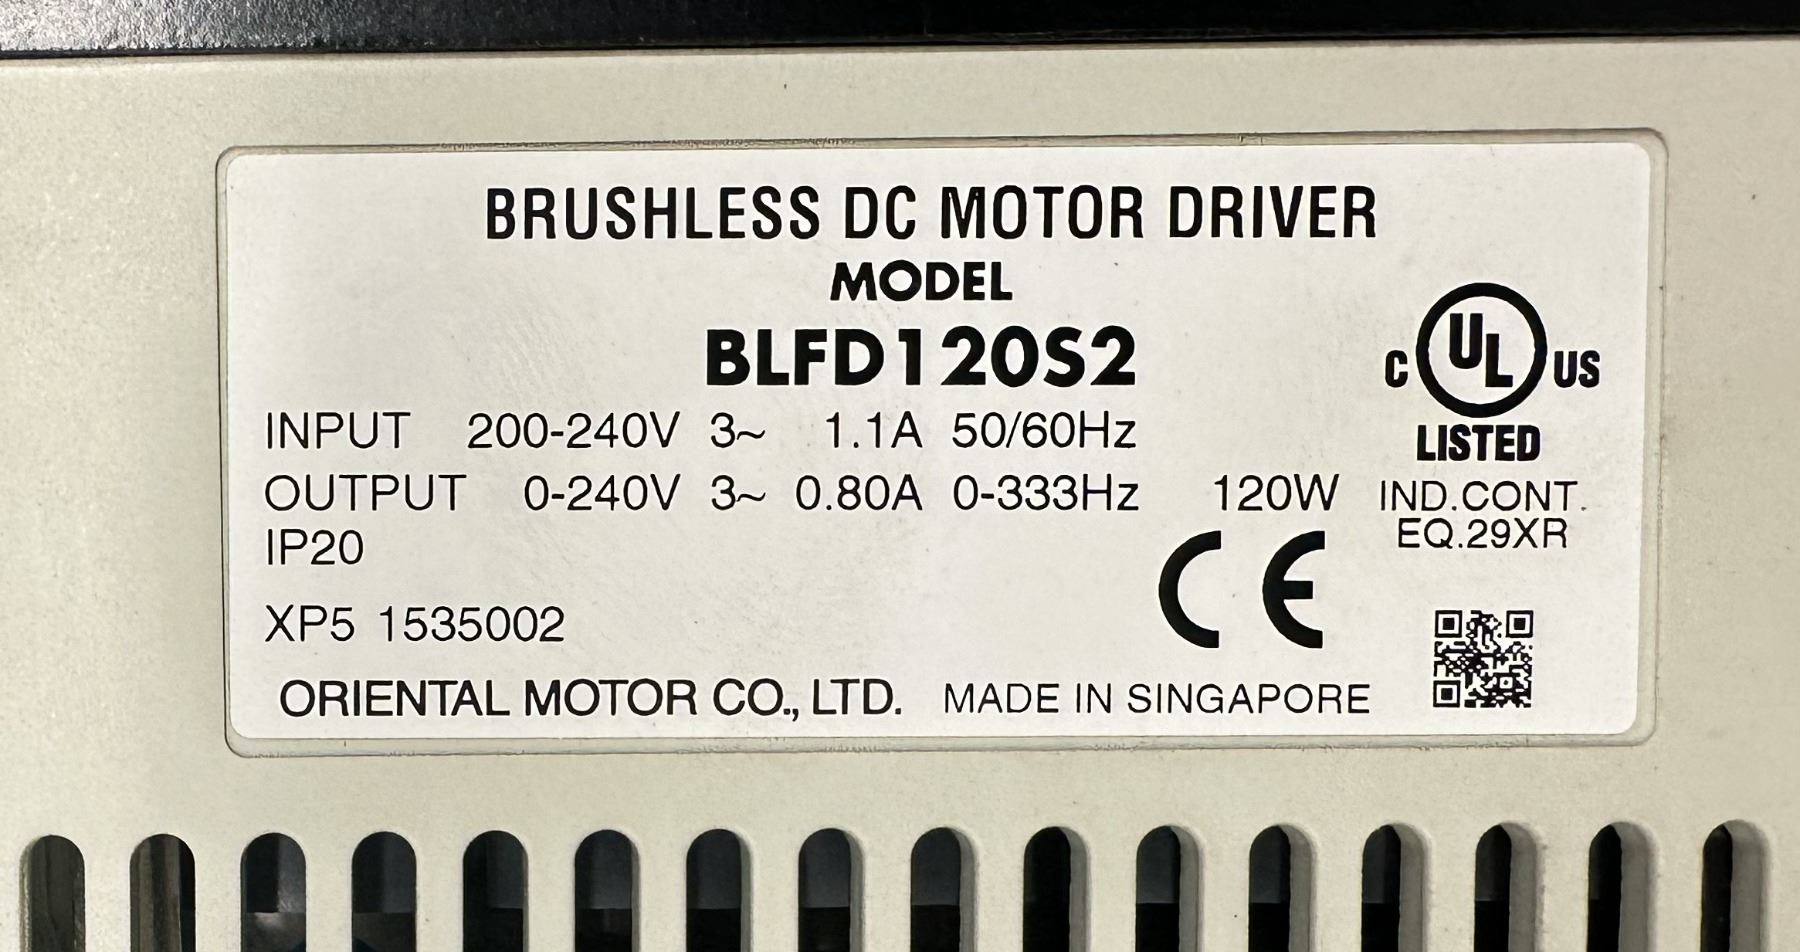 BRUSHLESS DC MOTOR DRIVER
MODEL
BLFD120S2
INPUT 200-240V 3~ 1.1A 50/60Hz
OUTPUT 0-240V 3~ 0.80A 0-333Hz 120W
IP20
XP5 1535002
ORIENTAL MOTOR CO., LTD. MADE IN SINGAPORE
C UL US
LISTED
IND.CONT.
EQ.29XR
CE